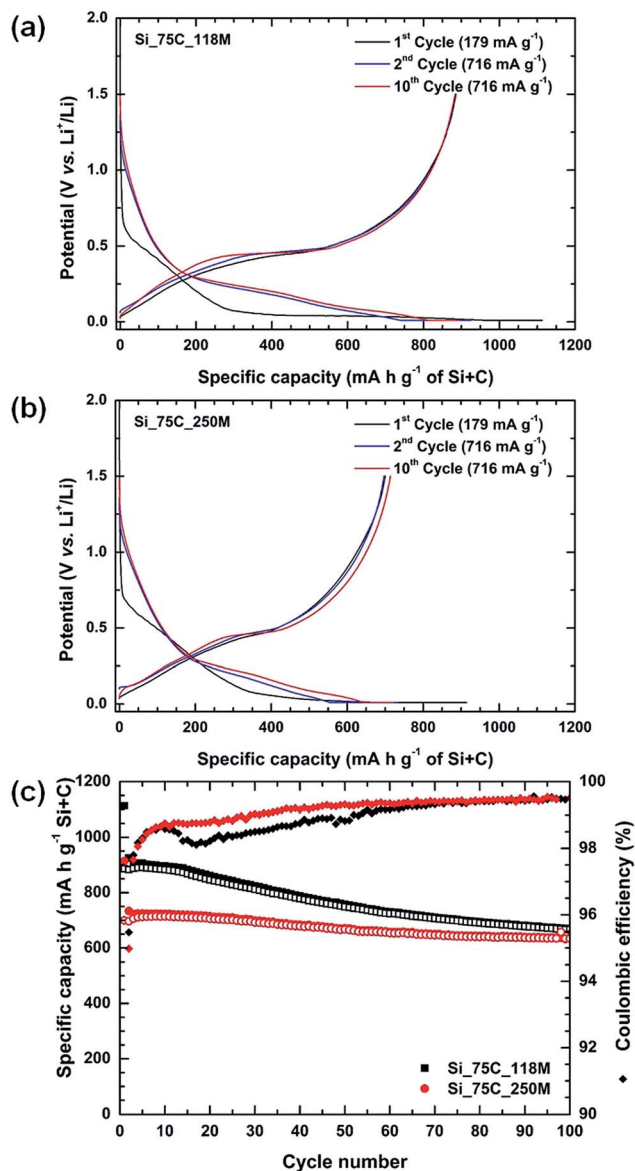 (a)
Si_75C_118M
1st Cycle (179 mA g-1)
2nd Cycle (716 mA g-1)
10th Cycle (716 mA g-1)
Potential (V vs. Li+/Li)
2.0
1.5
1.0
0.5
0.0
0 200 400 600 800 1000 1200
Specific capacity (mA h g-1 of Si+C)
(b)
Si_75C_250M
1st Cycle (179 mA g-1)
2nd Cycle (716 mA g-1)
10th Cycle (716 mA g-1)
Potential (V vs. Li+/Li)
2.0
1.5
1.0
0.5
0.0
0 200 400 600 800 1000 1200
Specific capacity (mA h g-1 of Si+C)
(c)
Specific capacity (mA h g-1 Si+C)
1200
1000
800
600
400
200
0
100
98
96
94
92
90
Coulombic efficiency (%)
Si_75C_118M
Si_75C_250M
0 10 20 30 40 50 60 70 80 90 100
Cycle number